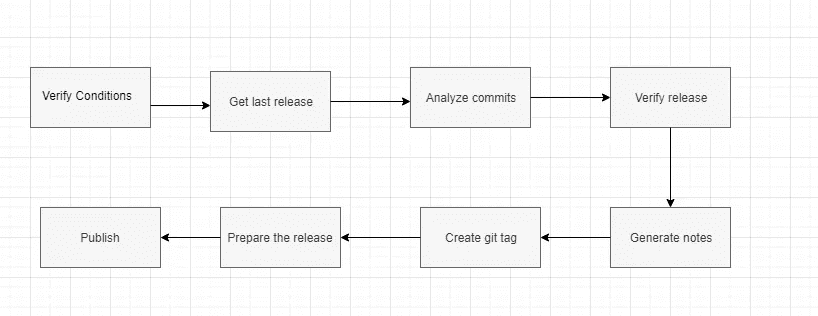 Verify Conditions
Get last release
Analyze commits
Verify release
Generate notes
Create git tag
Prepare the release
Publish